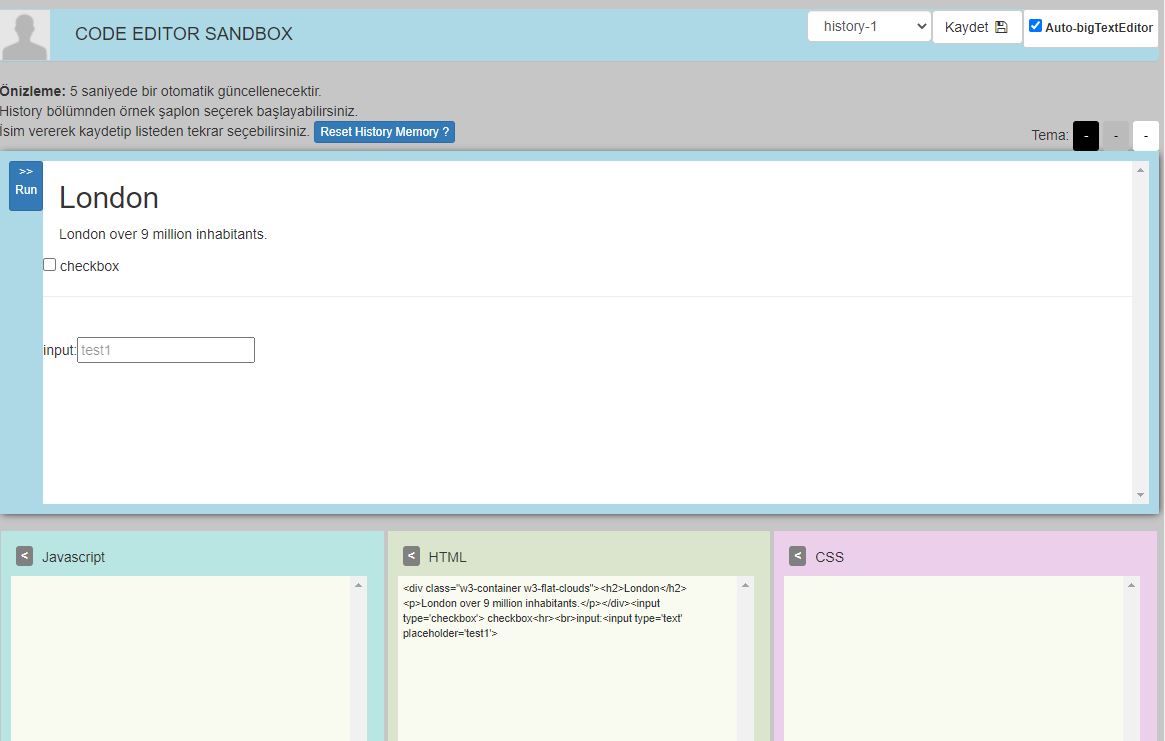 CODE EDITOR SANDBOX
history-1
Kaydet
Auto-bigTextEditor
Önizleme: 5 saniyede bir otomatik güncellenecektir.
History bölümnden örnek şaplon seçerek başlayabilirsiniz.
İsim vererek kaydetip listeden tekrar seçebilirsiniz. Reset History Memory ?
Tema: - - -
>>
Run
London
London over 9 million inhabitants.
checkbox
input: test1
< Javascript
< HTML
<div class="w3-container w3-flat-clouds"><h2>London</h2>
<p>London over 9 million inhabitants.</p></div><input
type='checkbox'> checkbox<hr><br>input:<input type='text'
placeholder='test1'>
< CSS